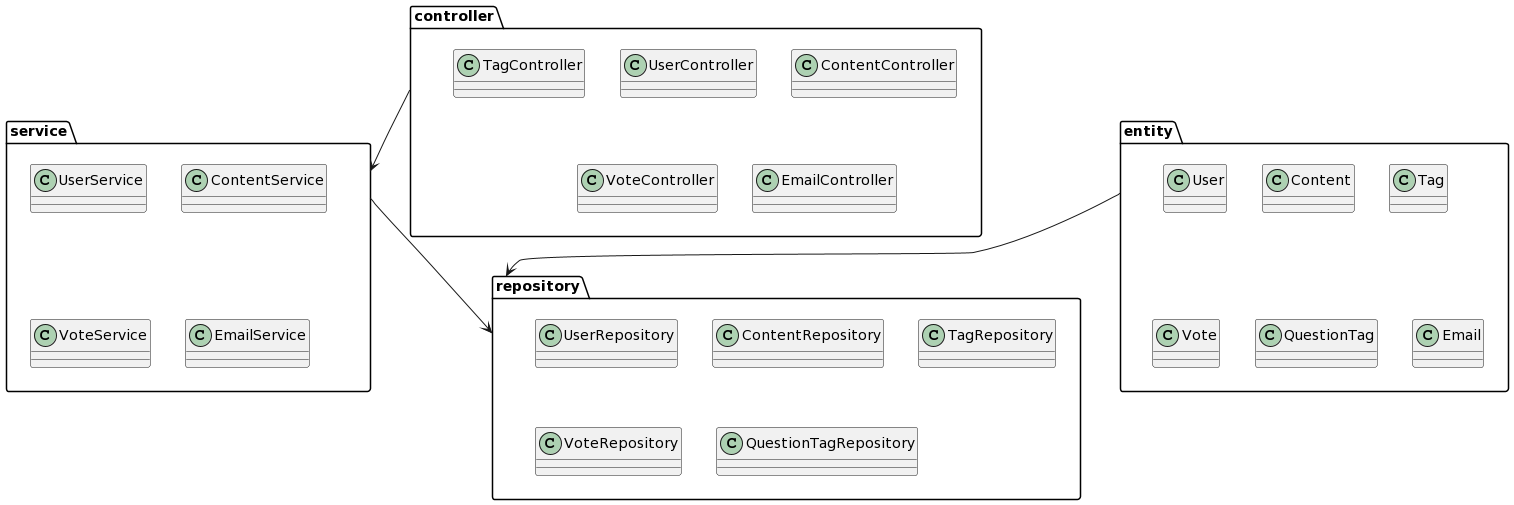 controller
C TagController
C UserController
C ContentController
C VoteController
C EmailController
service
C UserService
C ContentService
C VoteService
C EmailService
entity
C User
C Content
C Tag
C Vote
C QuestionTag
C Email
repository
C UserRepository
C ContentRepository
C TagRepository
C VoteRepository
C QuestionTagRepository